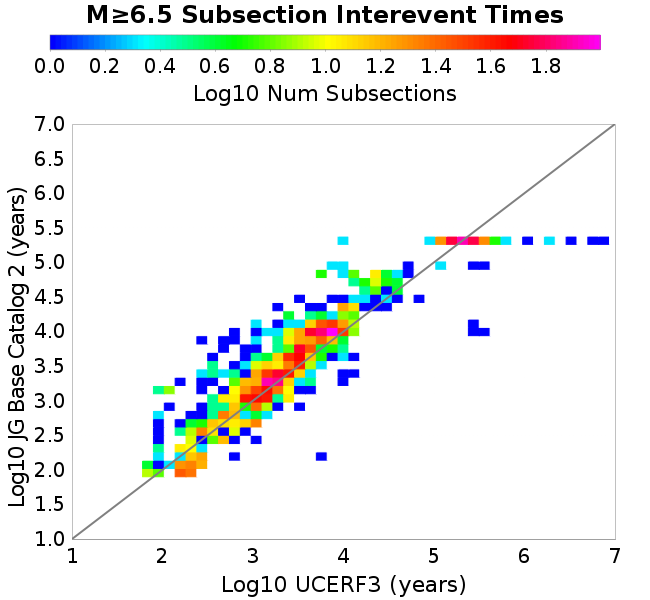 M≥6.5 Subsection Interevent Times
0.0 0.2 0.4 0.6 0.8 1.0 1.2 1.4 1.6 1.8
Log10 Num Subsections
Log10 JG Base Catalog 2 (years)
7.0
6.5
6.0
5.5
5.0
4.5
4.0
3.5
3.0
2.5
2.0
1.5
1.0
1 2 3 4 5 6 7
Log10 UCERF3 (years)